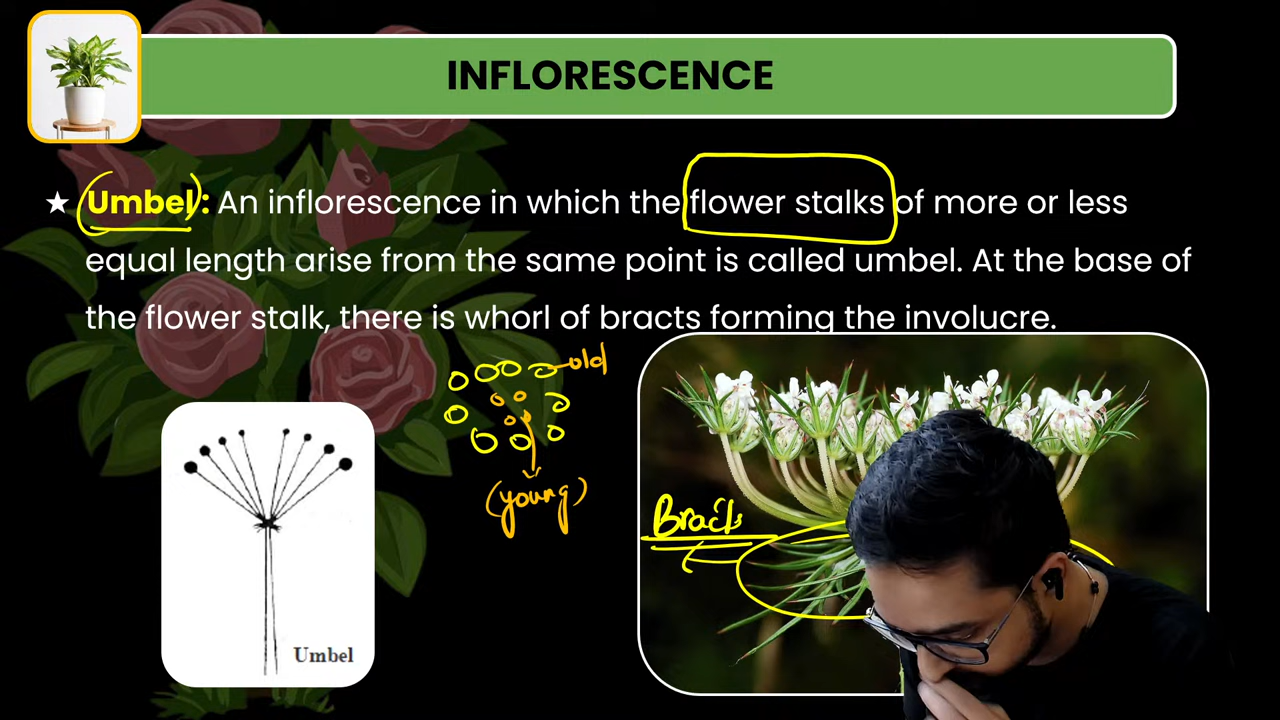 INFLORESCENCE
★ Umbel: An inflorescence in which the flower stalks of more or less
equal length arise from the same point is called umbel. At the base of
the flower stalk, there is whorl of bracts forming the involucre.
old
(young)
Bracts
Umbel